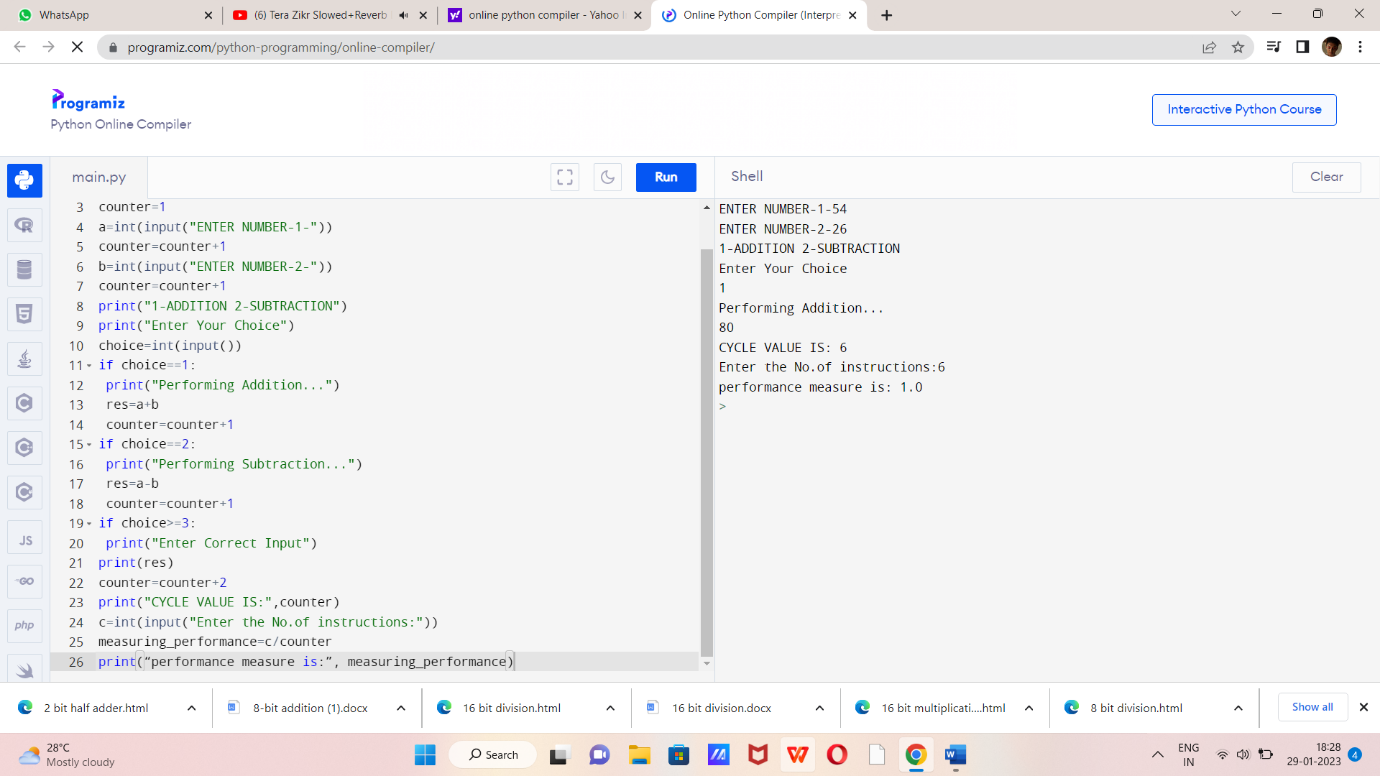 WhatsApp
(6) Tera Zikr Slowed+Reverb
online python compiler - Yahoo
Online Python Compiler (Interpre
programiz.com/python-programming/online-compiler/
Programiz
Python Online Compiler
Interactive Python Course
main.py
Run
Shell
Clear
3 counter=1
4 a=int(input("ENTER NUMBER-1-"))
5 counter=counter+1
6 b=int(input("ENTER NUMBER-2-"))
7 counter=counter+1
8 print("1-ADDITION 2-SUBTRACTION")
9 print("Enter Your Choice")
10 choice=int(input())
11 if choice==1:
12 print("Performing Addition...")
13 res=a+b
14 counter=counter+1
15 if choice==2:
16 print("Performing Subtraction...")
17 res=a-b
18 counter=counter+1
19 if choice>=3:
20 print("Enter Correct Input")
21 print(res)
22 counter=counter+2
23 print("CYCLE VALUE IS:",counter)
24 c=int(input("Enter the No.of instructions:"))
25 measuring_performance=c/counter
26 print(“performance measure is:”, measuring_performance)
ENTER NUMBER-1-54
ENTER NUMBER-2-26
1-ADDITION 2-SUBTRACTION
Enter Your Choice
1
Performing Addition...
80
CYCLE VALUE IS: 6
Enter the No.of instructions:6
performance measure is: 1.0
>
JS
GO
php
2 bit half adder.html
8-bit addition (1).docx
16 bit division.html
16 bit division.docx
16 bit multiplicati....html
8 bit division.html
Show all
28°C
Mostly cloudy
Search
ENG
IN
18:28
29-01-2023
4